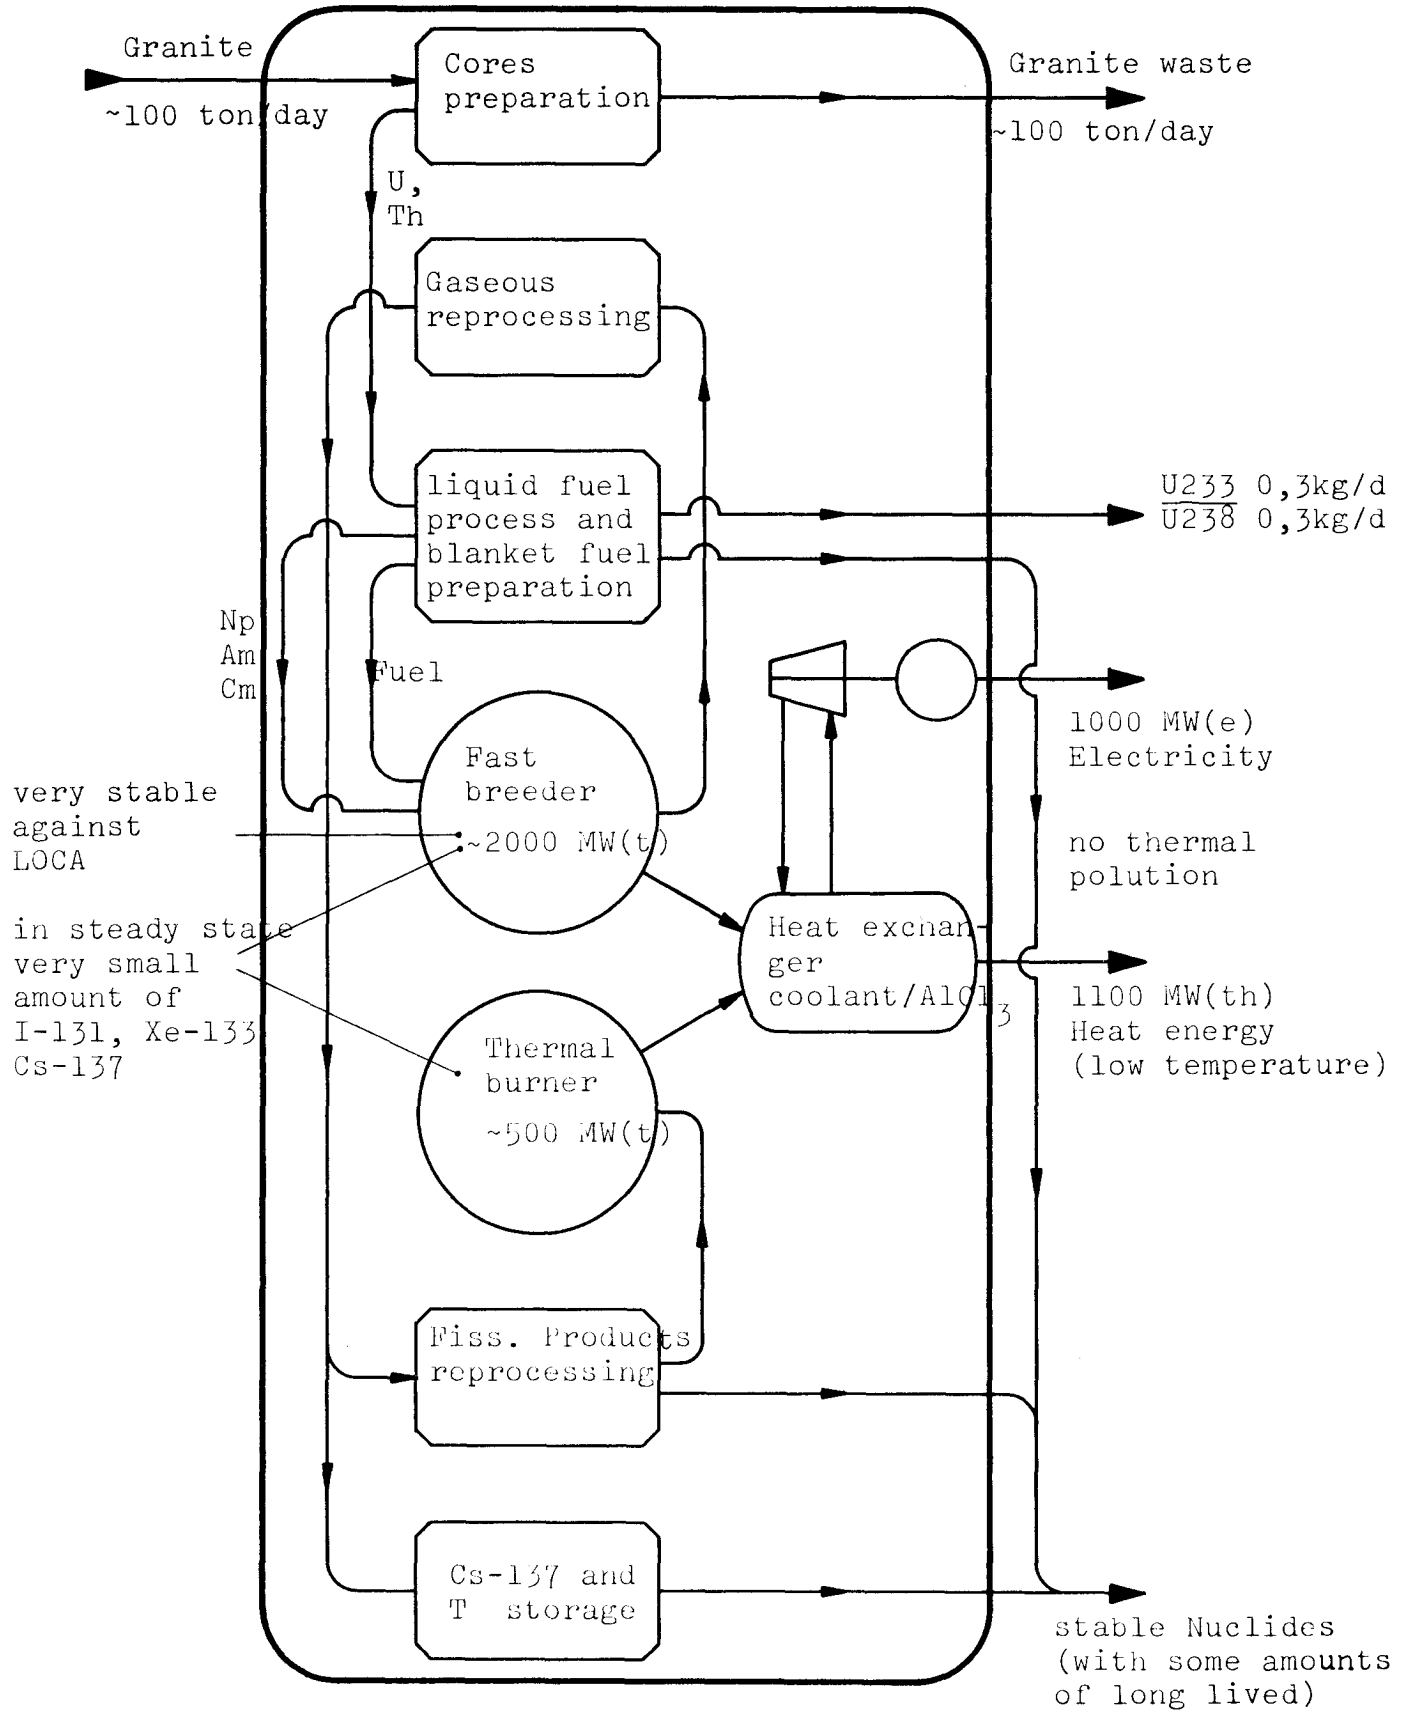 Granite
~100 ton/day
Cores
preparation
Granite waste
~100 ton/day
U,
Th
Gaseous
reprocessing
liquid fuel
process and
blanket fuel
preparation
U233 0,3kg/d
U238 0,3kg/d
Np
Am
Cm
Fuel
Fast
breeder
~2000 MW(t)
1000 MW(e)
Electricity
very stable
against
LOCA
no thermal
polution
in steady state
very small
amount of
I-131, Xe-133
Cs-137
Heat exchan-
ger
coolant/AlCl3
1100 MW(th)
Heat energy
(low temperature)
Thermal
burner
~500 MW(t)
Fiss. Products
reprocessing
Cs-137 and
T storage
stable Nuclides
(with some amounts
of long lived)